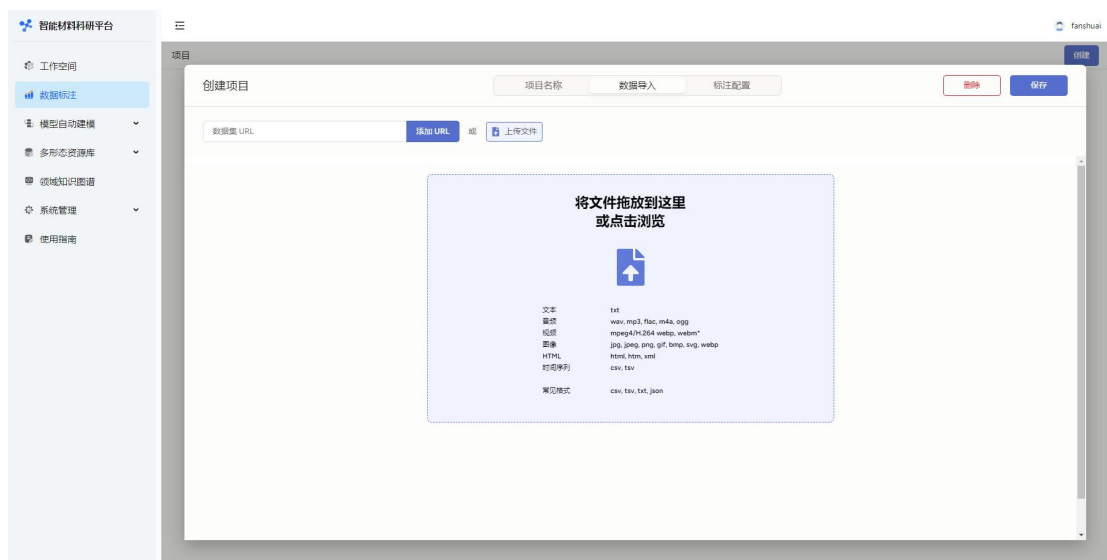 智能材料科研平台
fanshuai
工作空间
数据标注
模型自动建模
多形态资源库
领域知识图谱
系统管理
使用指南
项目
创建
创建项目
项目名称
数据导入
标注配置
删除
保存
数据集 URL
添加 URL
或
上传文件
将文件拖放到这里
或点击浏览
文本 txt
音频 wav, mp3, flac, m4a, ogg
视频 mpeg4/H.264 webp, webm*
图像 jpg, jpeg, png, gif, bmp, svg, webp
HTML html, htm, xml
时间序列 csv, tsv
常见格式 csv, tsv, txt, json